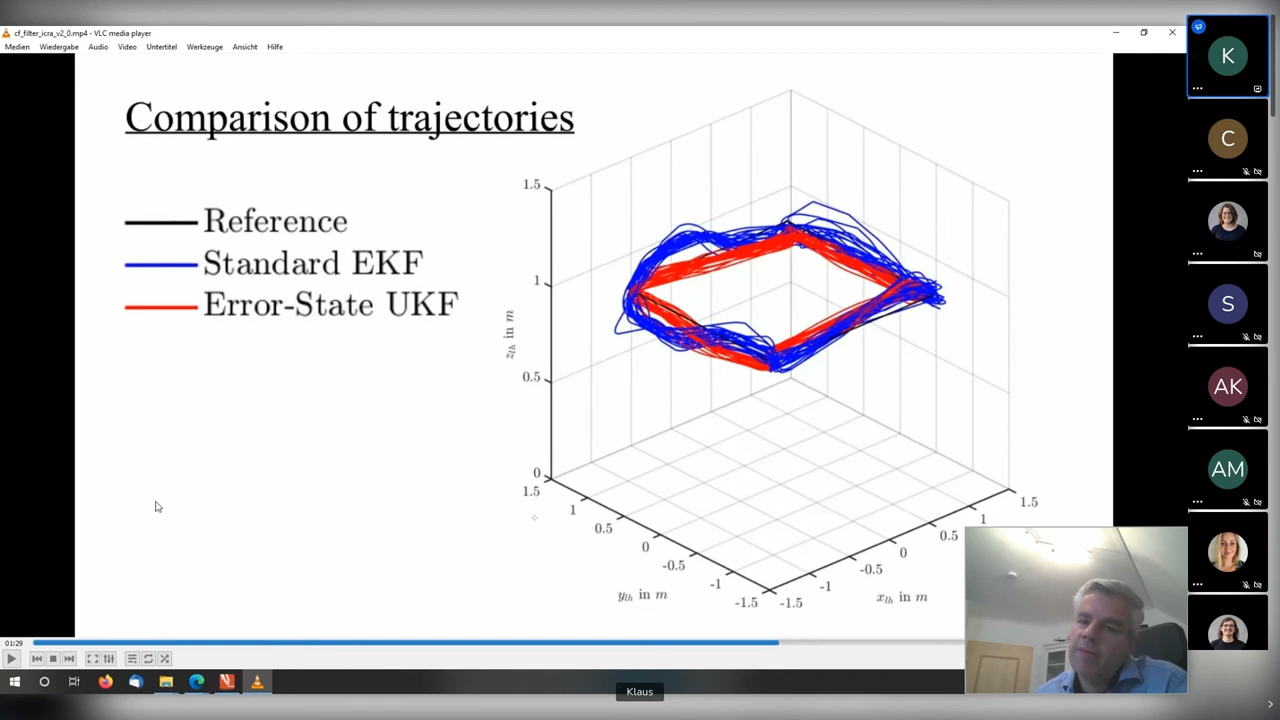 cf_filter_icra_v2_0.mp4 - VLC media player
Medien Wiedergabe Audio Video Untertitel Werkzeuge Ansicht Hilfe
Comparison of trajectories
Reference
Standard EKF
Error-State UKF
1.5
1
0.5
0
z_lh in m
1.5
1
0.5
0
-0.5
-1
-1.5
y_lh in m
-1.5
-1
-0.5
0
0.5
1
1.5
x_lh in m
01:29
K
C
S
AK
AM
Klaus